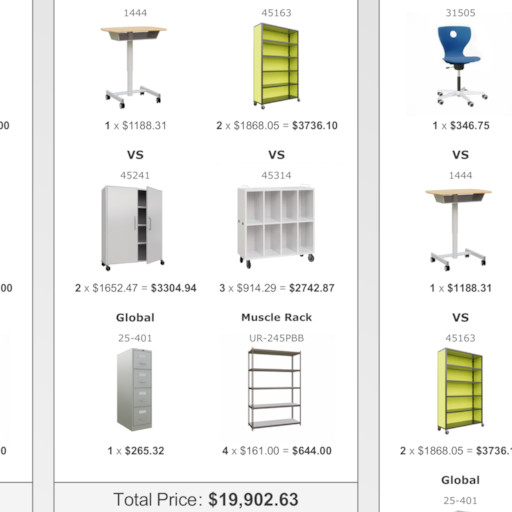 1444 45163
1 x $1188.31 2 x $1868.05 = $3736.10
VS VS
45241 45314
2 x $1652.47 = $3304.94 3 x $914.29 = $2742.87
Global Muscle Rack
25-401 UR-245PBB
1 x $265.32 4 x $161.00 = $644.00
Total Price: $19,902.63
31505
1 x $346.75
VS
1444
1 x $1188.31
VS
45163
2 x $1868.05 = $3736.1
Global
25-401
00
00
0